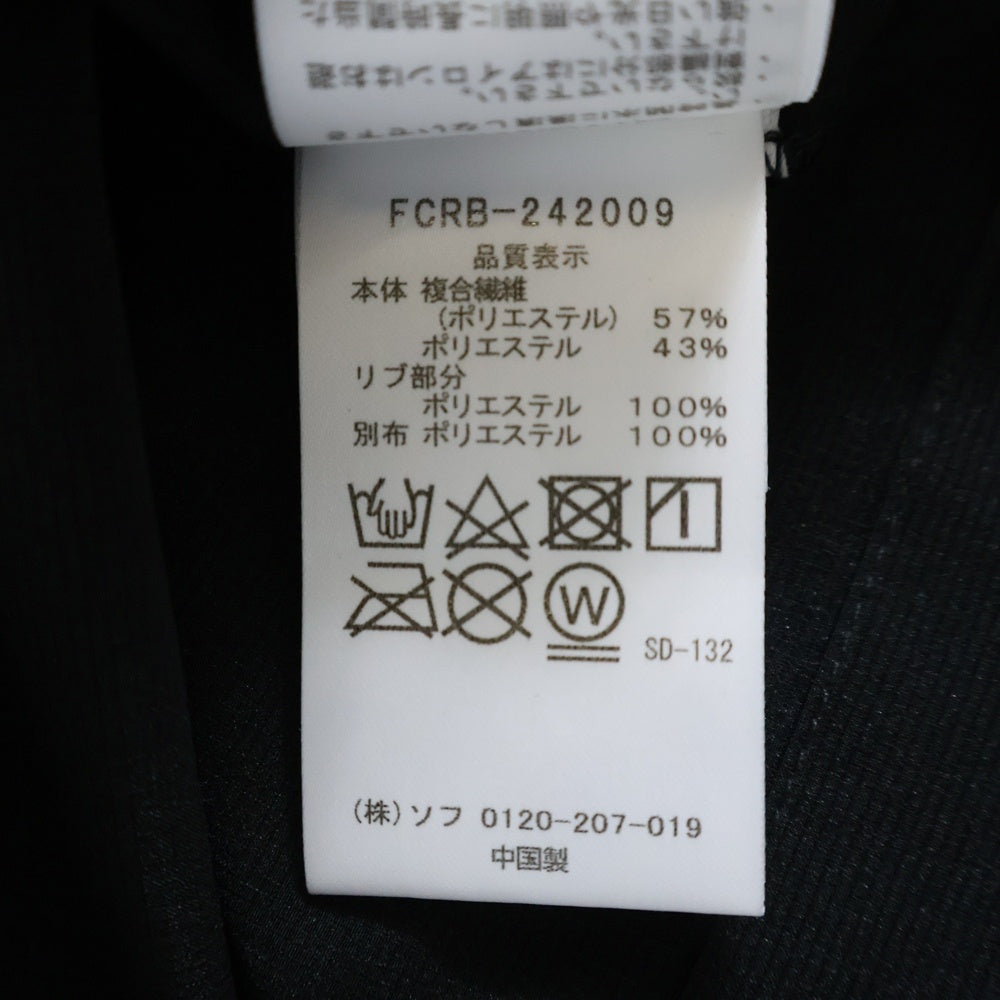 FCRB-242009
品質表示
本体 複合繊維
(ポリエステル) 57%
ポリエステル 43%
リブ部分
ポリエステル 100%
別布 ポリエステル 100%
W
SD-132
(株)ソフ 0120-207-019
中国製